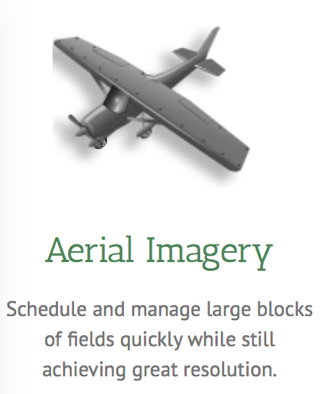 Aerial Imagery
Schedule and manage large blocks
of fields quickly while still
achieving great resolution.